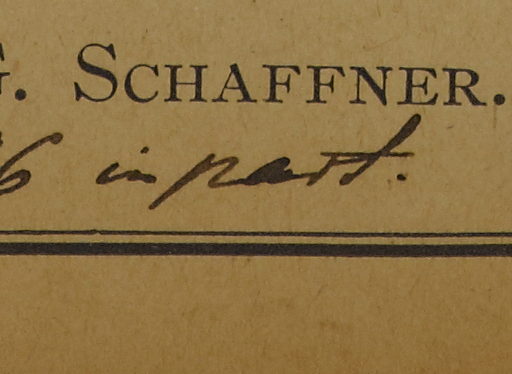 G. SCHAFFNER.
6 in part.